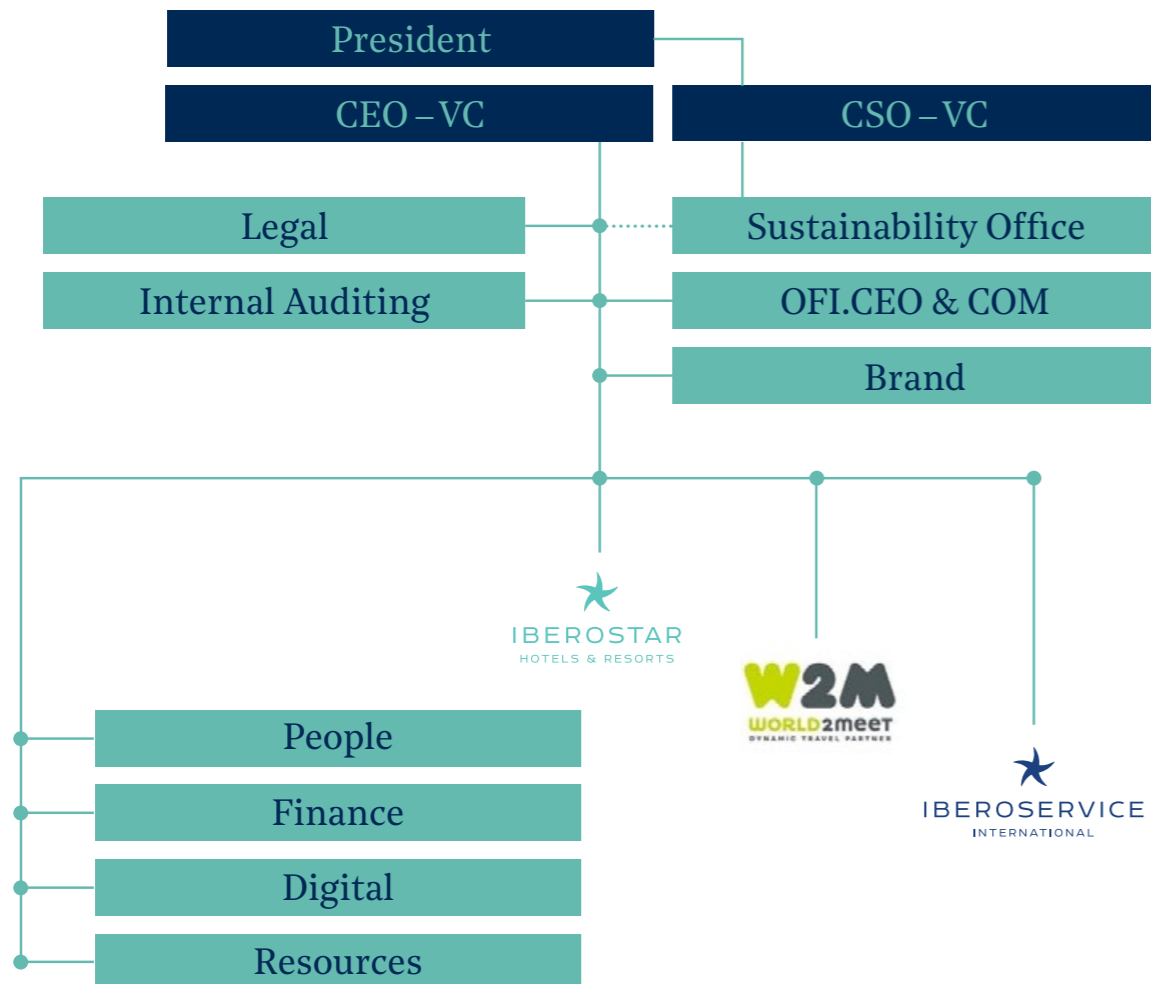 President
CEO – VC
CSO – VC
Legal
Sustainability Office
Internal Auditing
OFI.CEO & COM
Brand
IBEROSTAR
HOTELS & RESORTS
W2M
WORLD2MEET
DYNAMIC TRAVEL PARTNER
People
Finance
Digital
Resources
IBEROSERVICE
INTERNATIONAL